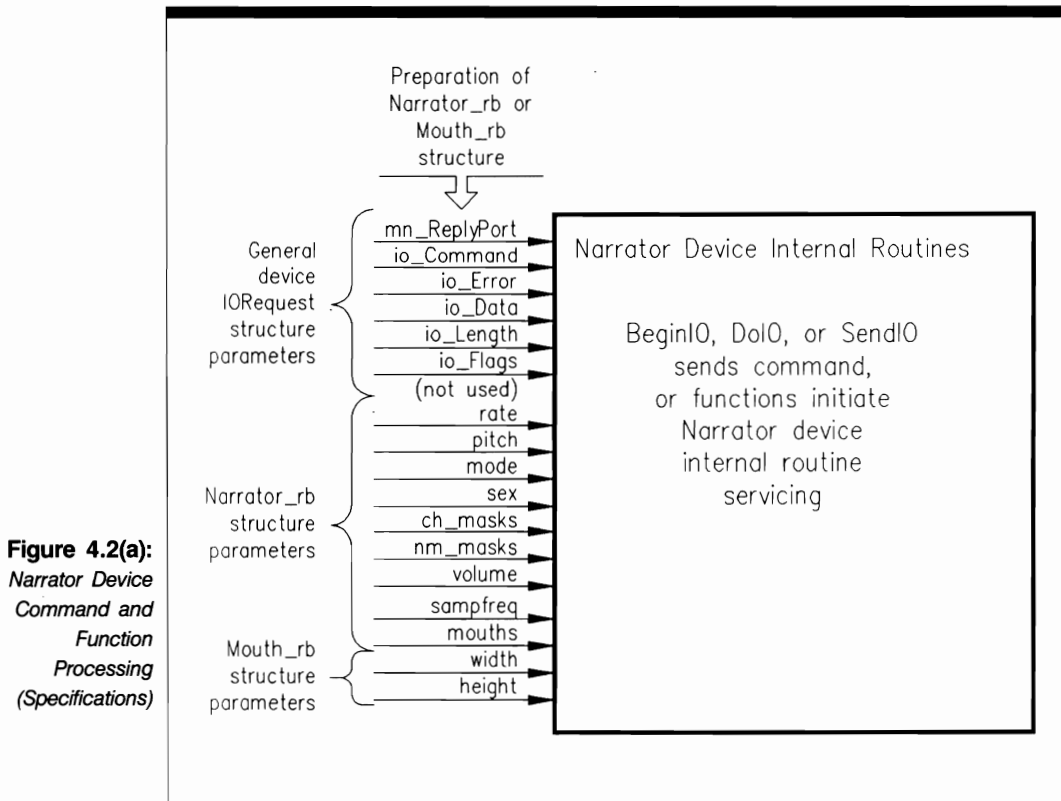 Preparation of
Narrator_rb or
Mouth_rb
structure
General
device
IORequest
structure
parameters
mn_ReplyPort
io_Command
io_Error
io_Data
io_Length
io_Flags
(not used)
rate
pitch
mode
sex
ch_masks
nm_masks
volume
sampfreq
mouths
width
height
Narrator_rb
structure
parameters
Mouth_rb
structure
parameters
Narrator Device Internal Routines
BeginIO, DoIO, or SendIO
sends command,
or functions initiate
Narrator device
internal routine
servicing
Figure 4.2(a):
Narrator Device
Command and
Function
Processing
(Specifications)